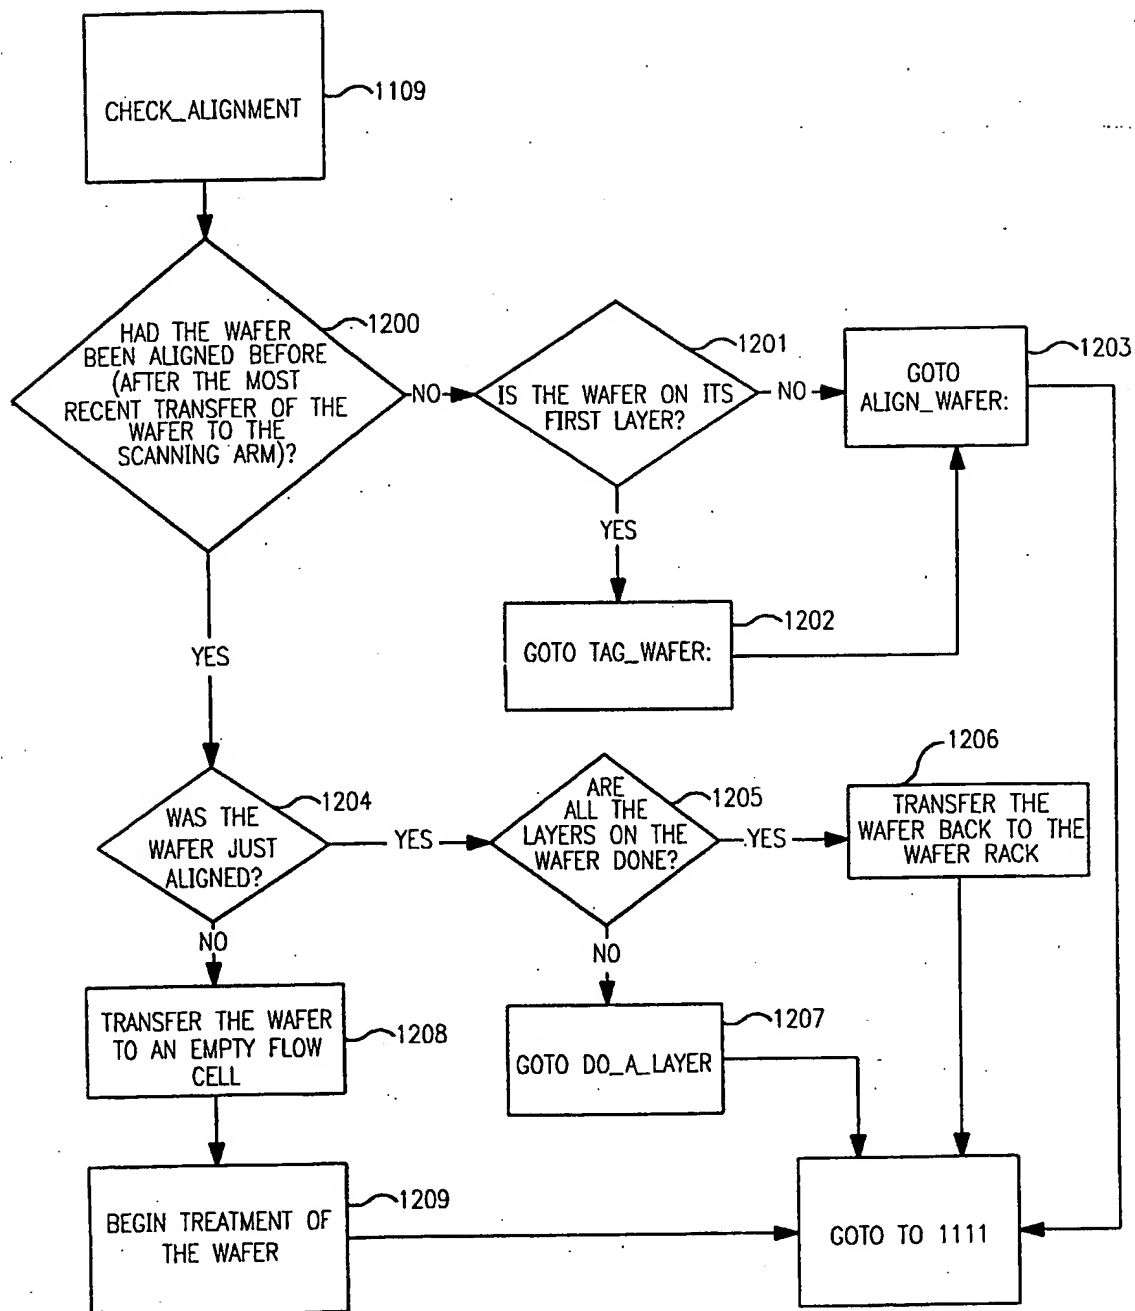 CHECK_ALIGNMENT
1109
HAD THE WAFER
BEEN ALIGNED BEFORE
(AFTER THE MOST
RECENT TRANSFER OF THE
WAFER TO THE
SCANNING ARM)?
1200
NO
IS THE WAFER ON ITS
FIRST LAYER?
1201
NO
GOTO
ALIGN_WAFER:
1203
YES
GOTO TAG_WAFER:
1202
YES
WAS THE
WAFER JUST
ALIGNED?
1204
YES
ARE
ALL THE
LAYERS ON THE
WAFER DONE?
1205
YES
TRANSFER THE
WAFER BACK TO THE
WAFER RACK
1206
NO
NO
TRANSFER THE WAFER
TO AN EMPTY FLOW
CELL
1208
GOTO DO_A_LAYER
1207
BEGIN TREATMENT OF
THE WAFER
1209
GOTO TO 1111